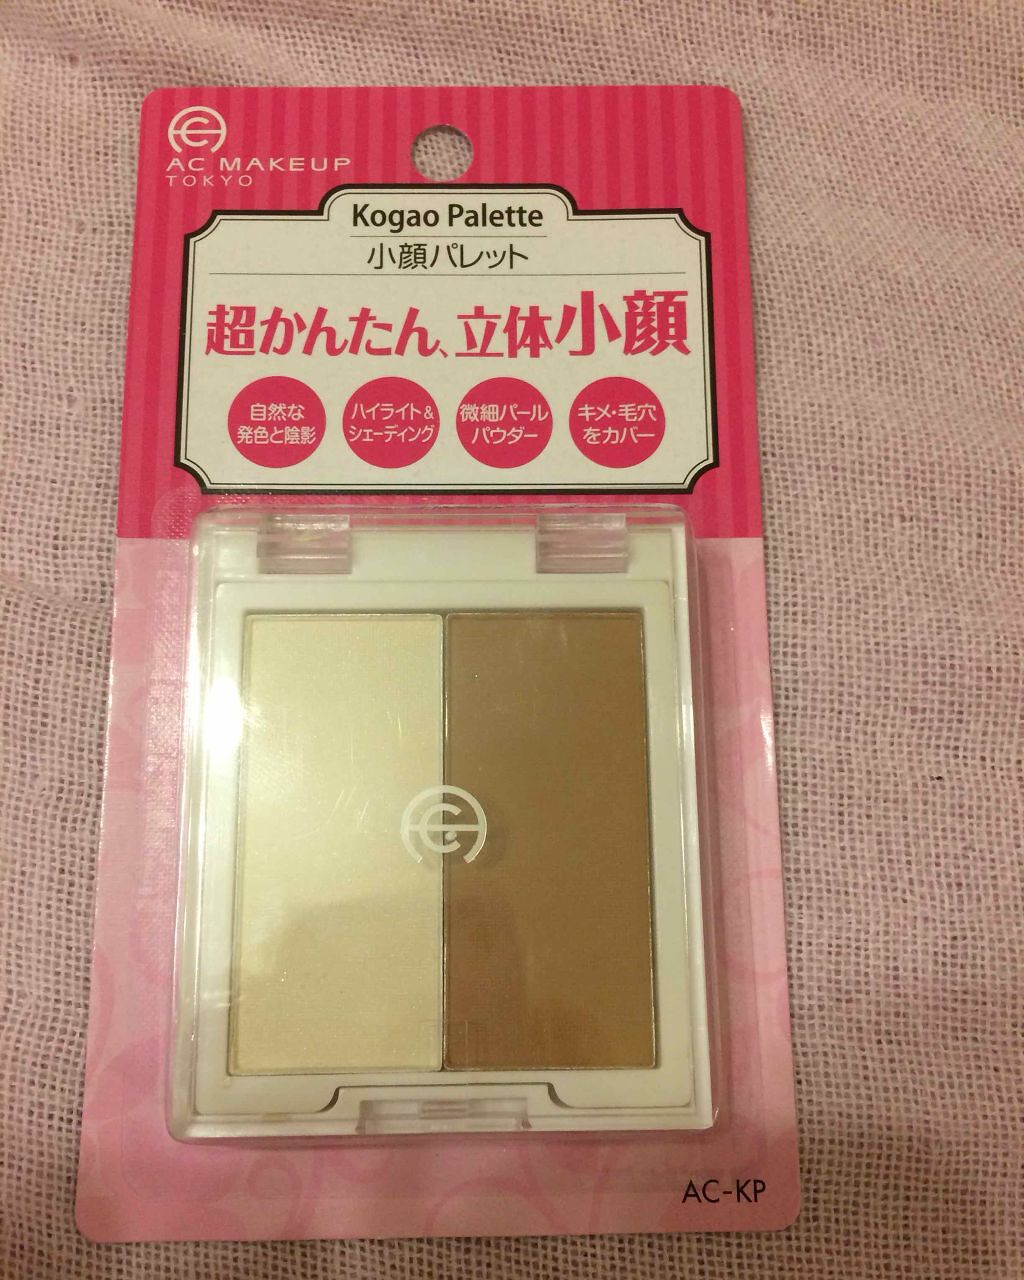 AC MAKEUP
TOKYO
Kogao Palette
小顔パレット
超かんたん、立体小顔
自然な
発色と陰影
ハイライト&
シェーディング
微細パール
パウダー
キメ・毛穴
をカバー
AC-KP